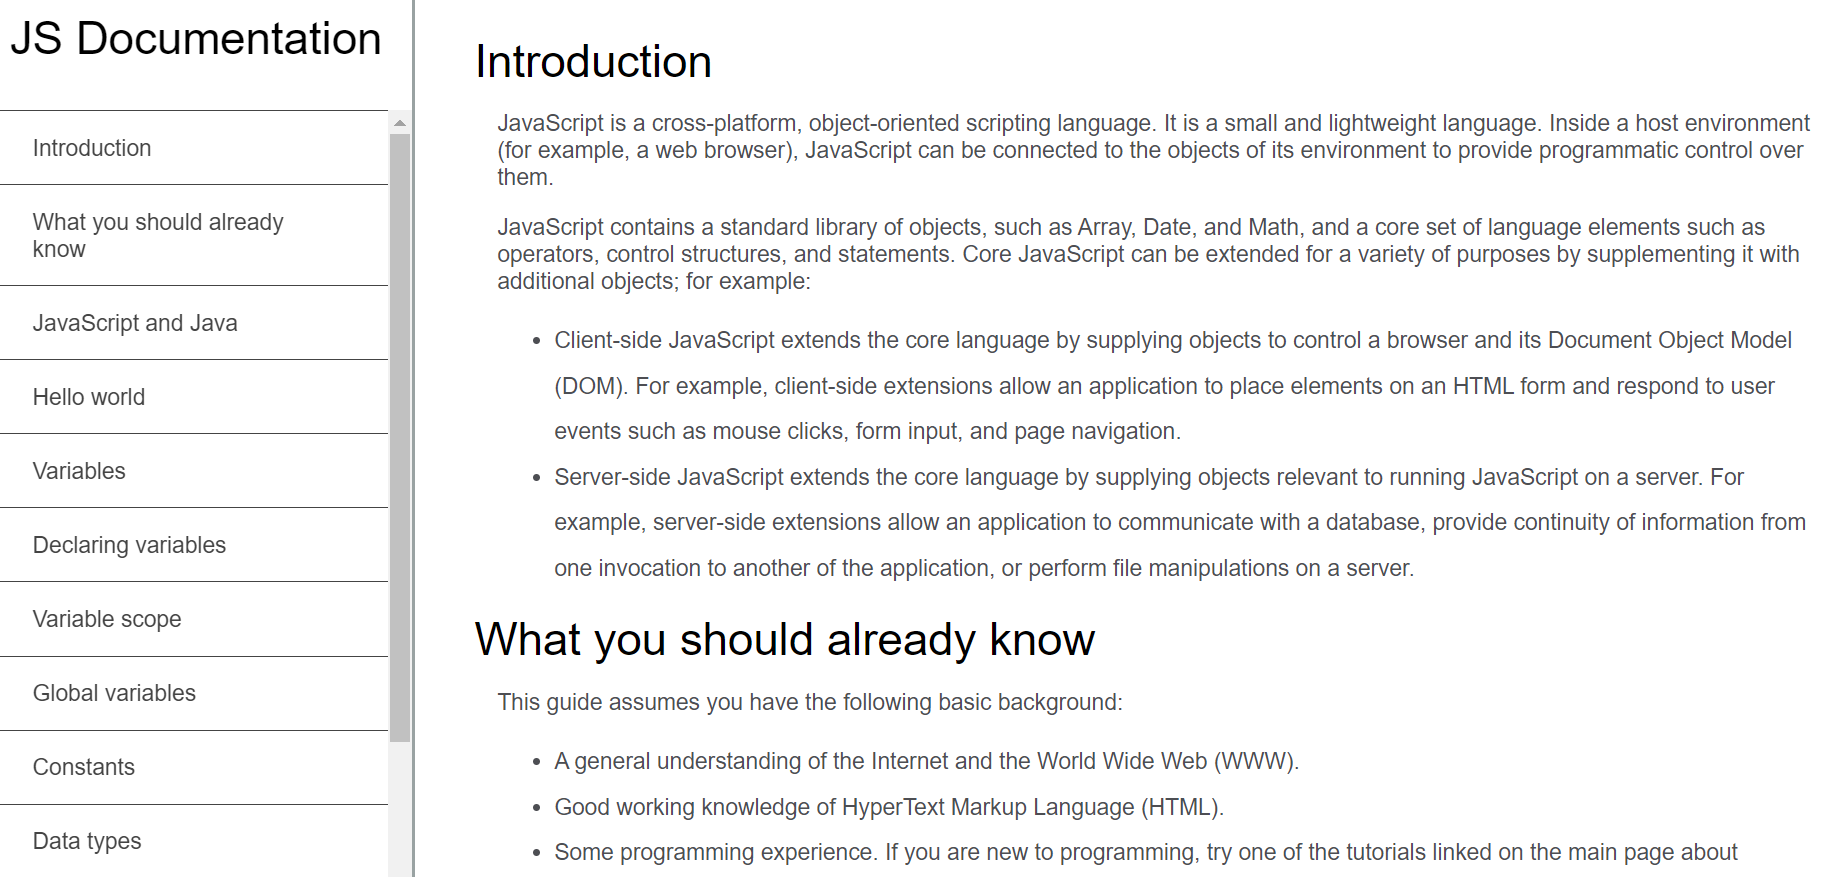 JS Documentation
Introduction
What you should already
know
JavaScript and Java
Hello world
Variables
Declaring variables
Variable scope
Global variables
Constants
Data types
Introduction
JavaScript is a cross-platform, object-oriented scripting language. It is a small and lightweight language. Inside a host environment
(for example, a web browser), JavaScript can be connected to the objects of its environment to provide programmatic control over
them.
JavaScript contains a standard library of objects, such as Array, Date, and Math, and a core set of language elements such as
operators, control structures, and statements. Core JavaScript can be extended for a variety of purposes by supplementing it with
additional objects; for example:
• Client-side JavaScript extends the core language by supplying objects to control a browser and its Document Object Model
(DOM). For example, client-side extensions allow an application to place elements on an HTML form and respond to user
events such as mouse clicks, form input, and page navigation.
• Server-side JavaScript extends the core language by supplying objects relevant to running JavaScript on a server. For
example, server-side extensions allow an application to communicate with a database, provide continuity of information from
one invocation to another of the application, or perform file manipulations on a server.
What you should already know
This guide assumes you have the following basic background:
• A general understanding of the Internet and the World Wide Web (WWW).
• Good working knowledge of HyperText Markup Language (HTML).
• Some programming experience. If you are new to programming, try one of the tutorials linked on the main page about